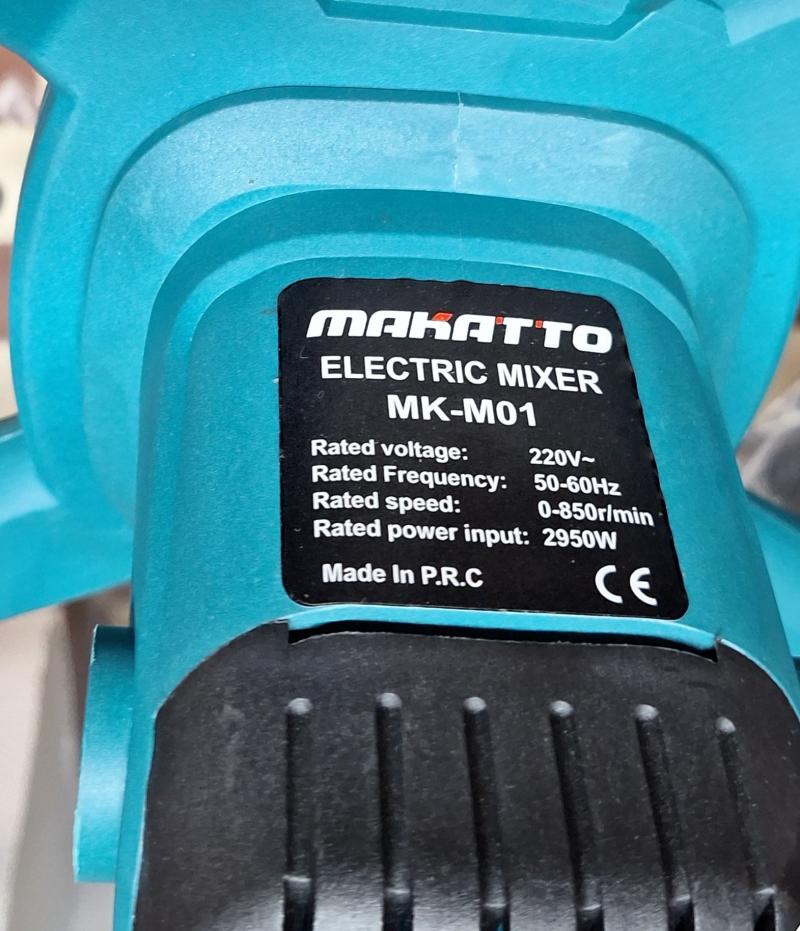 MAKATTO
ELECTRIC MIXER
MK-M01
Rated voltage: 220V~
Rated Frequency: 50-60Hz
Rated speed: 0-850r/min
Rated power input: 2950W
Made In P.R.C CE